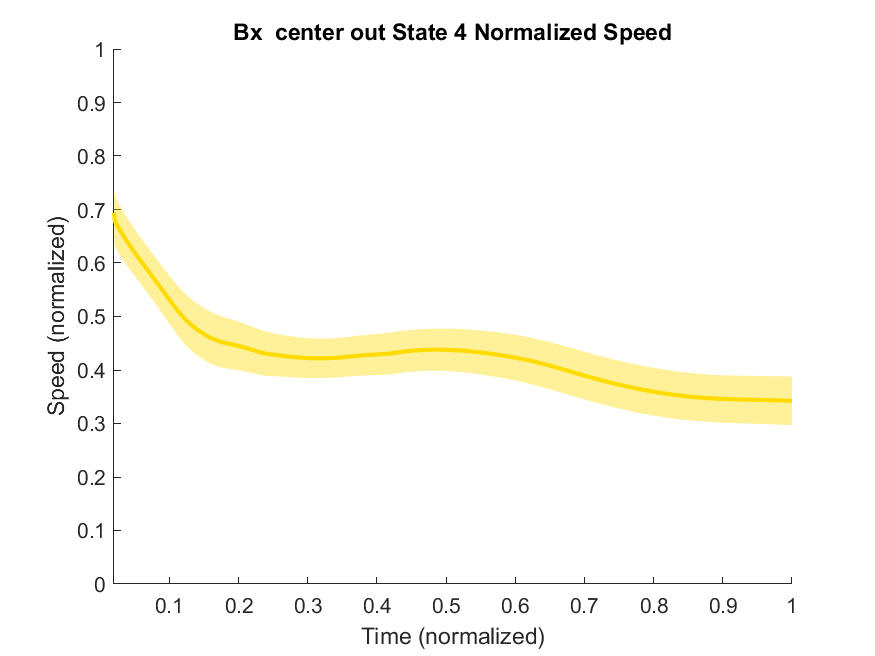 Bx  center out State 4 Normalized Speed
1
0.9
0.8
0.7
0.6
0.5
0.4
0.3
0.2
0.1
0
Speed (normalized)
0.1 0.2 0.3 0.4 0.5 0.6 0.7 0.8 0.9 1
Time (normalized)